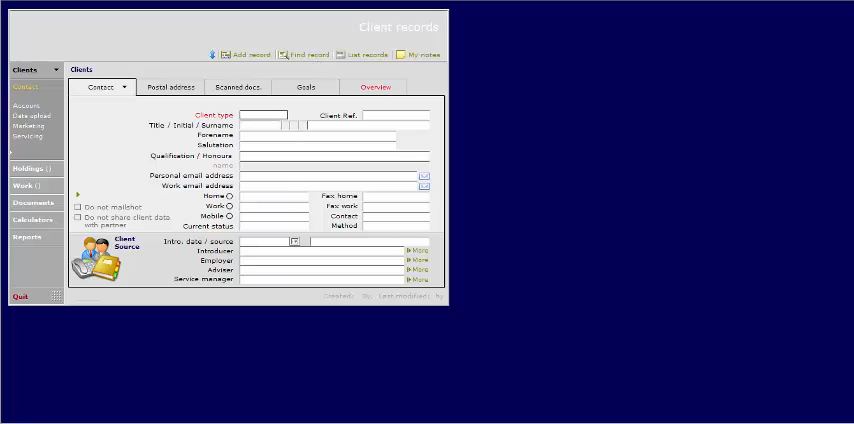 Client records
Add record Find record List records My notes
Clients
Contact
Account
Data upload
Marketing
Servicing
Holdings ()
Work ()
Documents
Calculators
Reports
Quit
Clients
Contact Postal address Scanned docs. Goals Overview
Client type Client Ref.
Title / Initial / Surname
Forename
Salutation
Qualification / Honours
name
Personal email address
Work email address
Home Fax home
Do not mailshot Work Fax work
Do not share client data with partner Mobile Contact
Current status Method
Client Source
Intro. date / source
Introducer More
Employer More
Adviser More
Service manager More
Created: By: Last modified: by